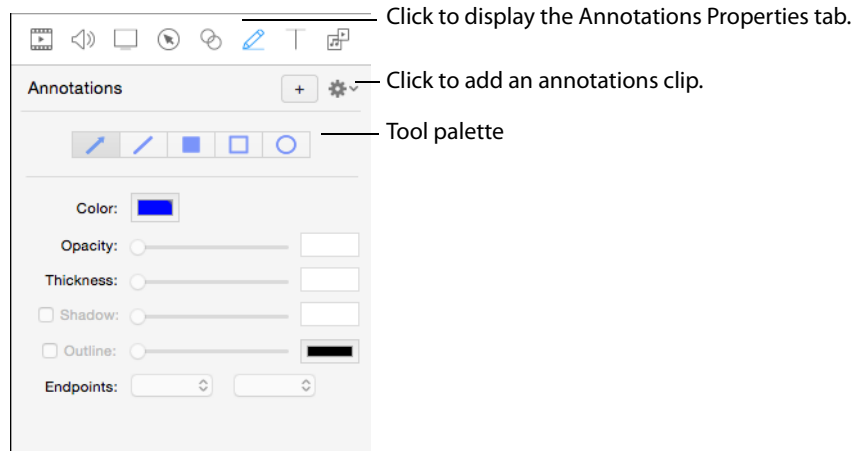 Click to display the Annotations Properties tab.
Annotations
+
Click to add an annotations clip.
Tool palette
Color:
Opacity:
Thickness:
Shadow:
Outline:
Endpoints: